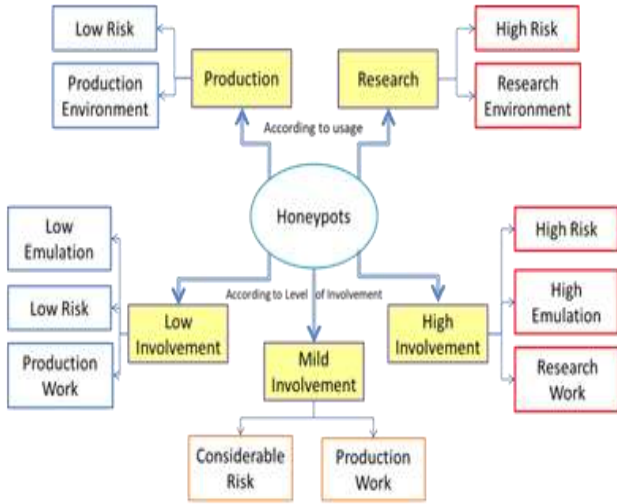 Low Risk
Production
Environment
Production
Research
High Risk
Research
Environment
According to usage
Honeypots
Low
Emulation
Low Risk
Production
Work
According to Level of Involvement
Low
Involvement
Mild
Involvement
High
Involvement
High Risk
High
Emulation
Research
Work
Considerable
Risk
Production
Work